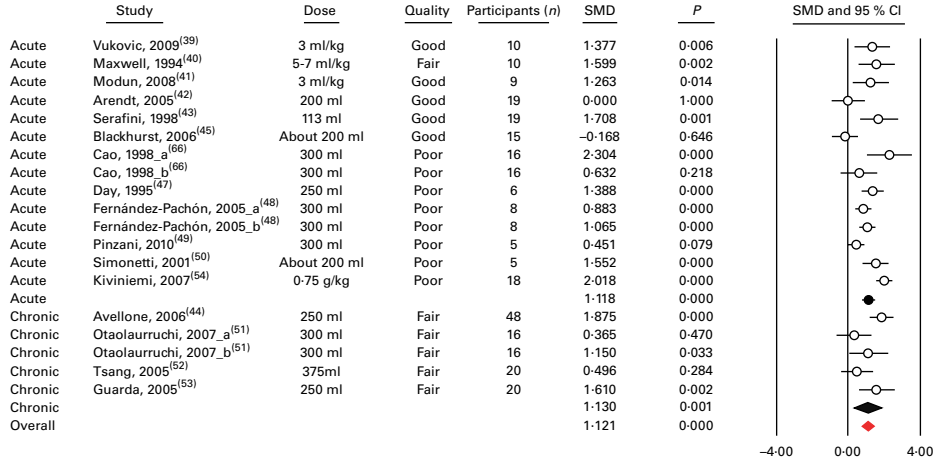 Study Dose Quality Participants (n) SMD P SMD and 95 % CI
Acute Vukovic, 2009(39) 3 ml/kg Good 10 1·377 0·006
Acute Maxwell, 1994(40) 5-7 ml/kg Fair 10 1·599 0·002
Acute Modun, 2008(41) 3 ml/kg Good 9 1·263 0·014
Acute Arendt, 2005(42) 200 ml Good 19 0·000 1·000
Acute Serafini, 1998(43) 113 ml Good 19 1·708 0·001
Acute Blackhurst, 2006(45) About 200 ml Good 15 –0·168 0·646
Acute Cao, 1998_a(66) 300 ml Poor 16 2·304 0·000
Acute Cao, 1998_b(66) 300 ml Poor 16 0·632 0·218
Acute Day, 1995(47) 250 ml Poor 6 1·388 0·000
Acute Fernández-Pachón, 2005_a(48) 300 ml Poor 8 0·883 0·000
Acute Fernández-Pachón, 2005_b(48) 300 ml Poor 8 1·065 0·000
Acute Pinzani, 2010(49) 300 ml Poor 5 0·451 0·079
Acute Simonetti, 2001(50) About 200 ml Poor 5 1·552 0·000
Acute Kiviniemi, 2007(54) 0·75 g/kg Poor 18 2·018 0·000
Acute 1·118 0·000
Chronic Avellone, 2006(44) 250 ml Fair 48 1·875 0·000
Chronic Otaolaurruchi, 2007_a(51) 300 ml Fair 16 0·365 0·470
Chronic Otaolaurruchi, 2007_b(51) 300 ml Fair 16 1·150 0·033
Chronic Tsang, 2005(52) 375ml Fair 20 0·496 0·284
Chronic Guarda, 2005(53) 250 ml Fair 20 1·610 0·002
Chronic 1·130 0·001
Overall 1·121 0·000
–4·00 0·00 4·00